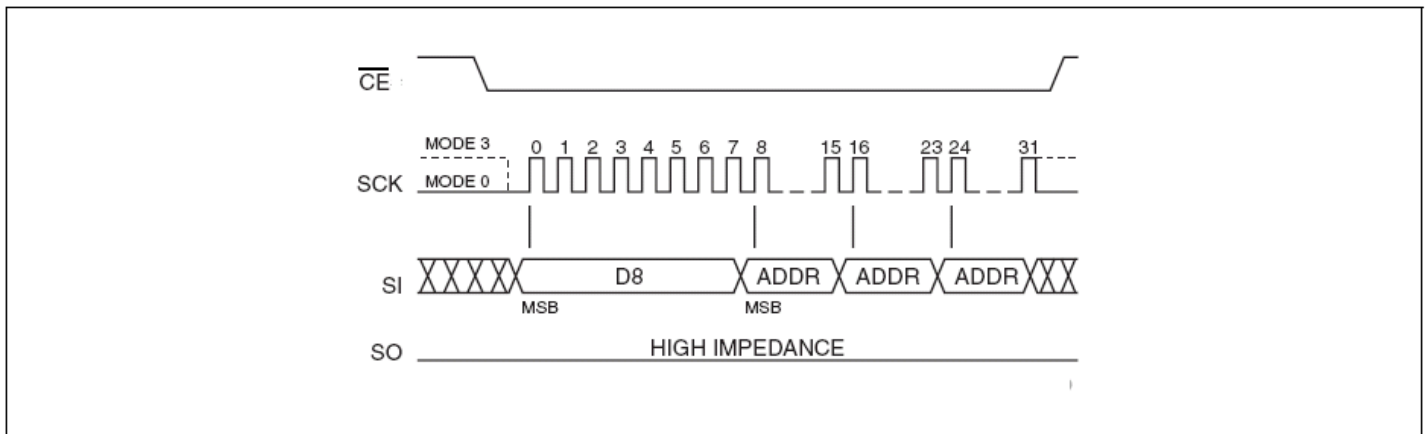 CE
MODE 3
0 1 2 3 4 5 6 7 8 15 16 23 24 31
SCK MODE 0
SI D8 ADDR ADDR ADDR
MSB MSB
SO HIGH IMPEDANCE